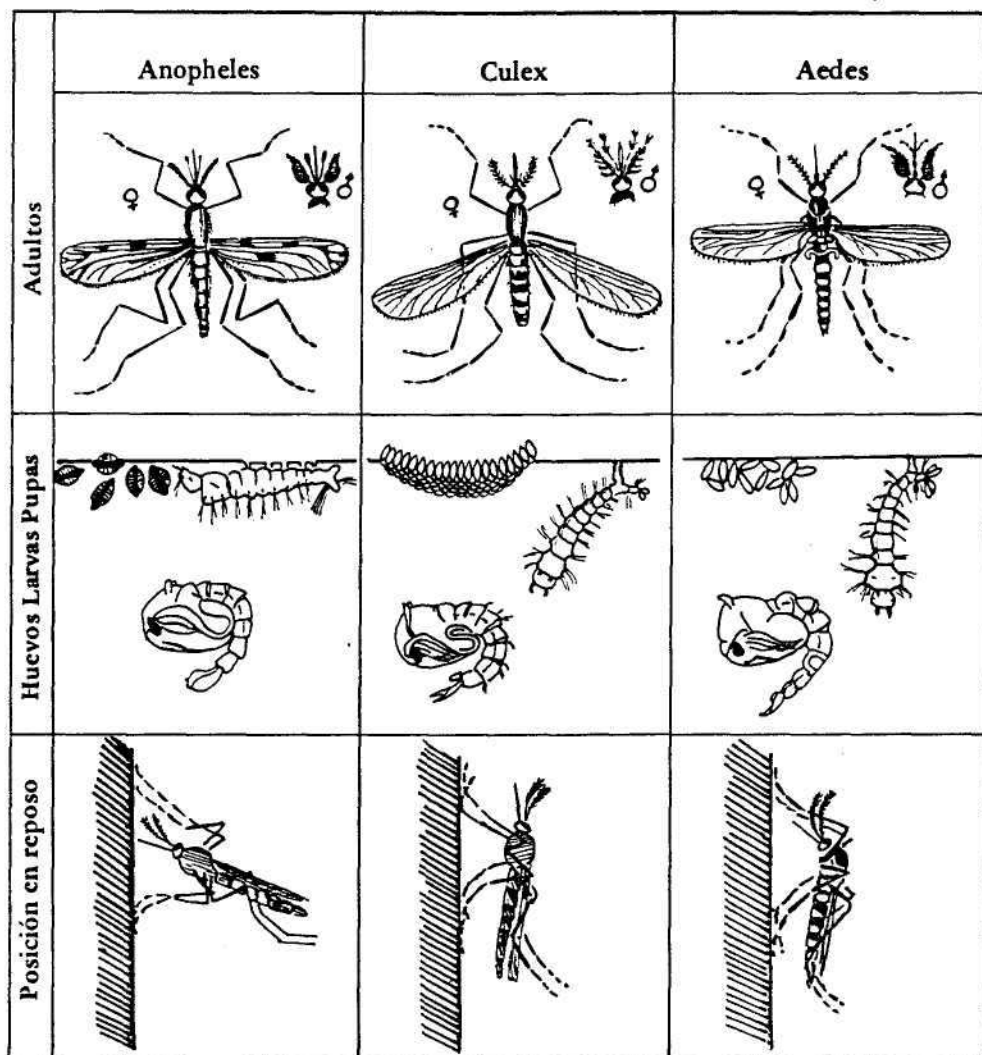 Anopheles Culex Aedes
Adultos
♀ ♂ ♀ ♂
Huevos Larvas Pupas
Posición en reposo